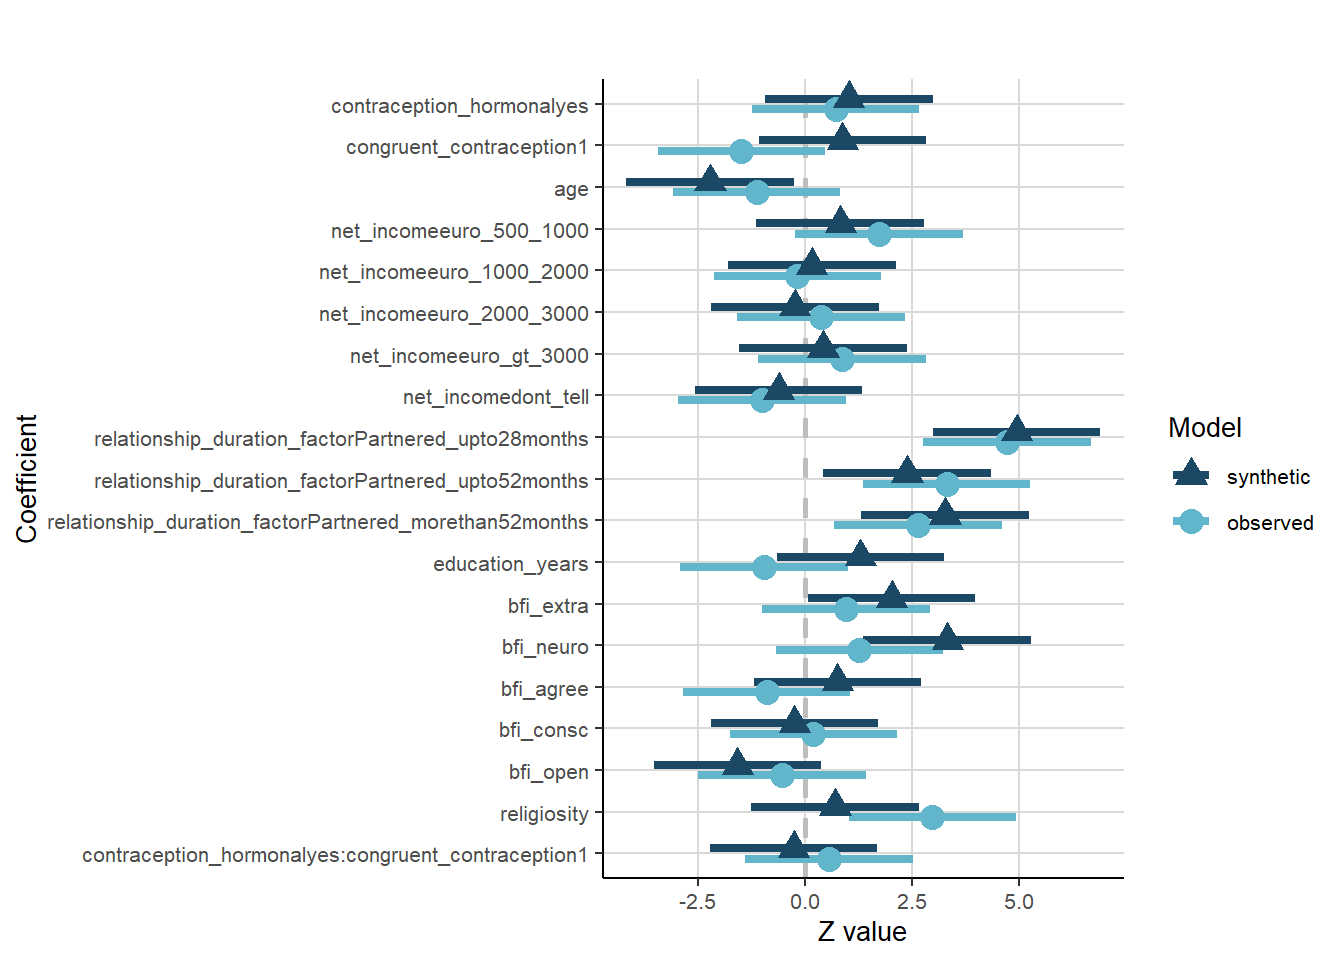 contraception_hormonalyes
congruent_contraception1
age
net_incomeeuro_500_1000
net_incomeeuro_1000_2000
net_incomeeuro_2000_3000
net_incomeeuro_gt_3000
net_incomedont_tell
relationship_duration_factorPartnered_upto28months
relationship_duration_factorPartnered_upto52months
relationship_duration_factorPartnered_morethan52months
education_years
bfi_extra
bfi_neuro
bfi_agree
bfi_consc
bfi_open
religiosity
contraception_hormonalyes:congruent_contraception1
Coefficient
-2.5 0.0 2.5 5.0
Z value
Model
synthetic
observed